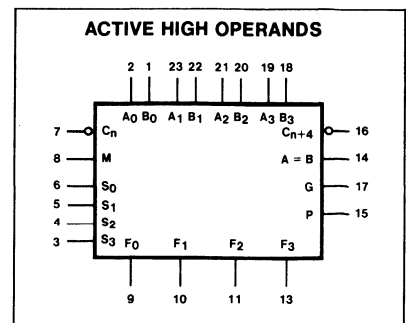 ACTIVE HIGH OPERANDS
2 1 23 22 21 20 19 18
A0 B0 A1 B1 A2 B2 A3 B3
7 Cn Cn+4 16
8 M A = B 14
6 S0 G 17
5 S1
P 15
4 S2
3 S3 F0 F1 F2 F3
9 10 11 13